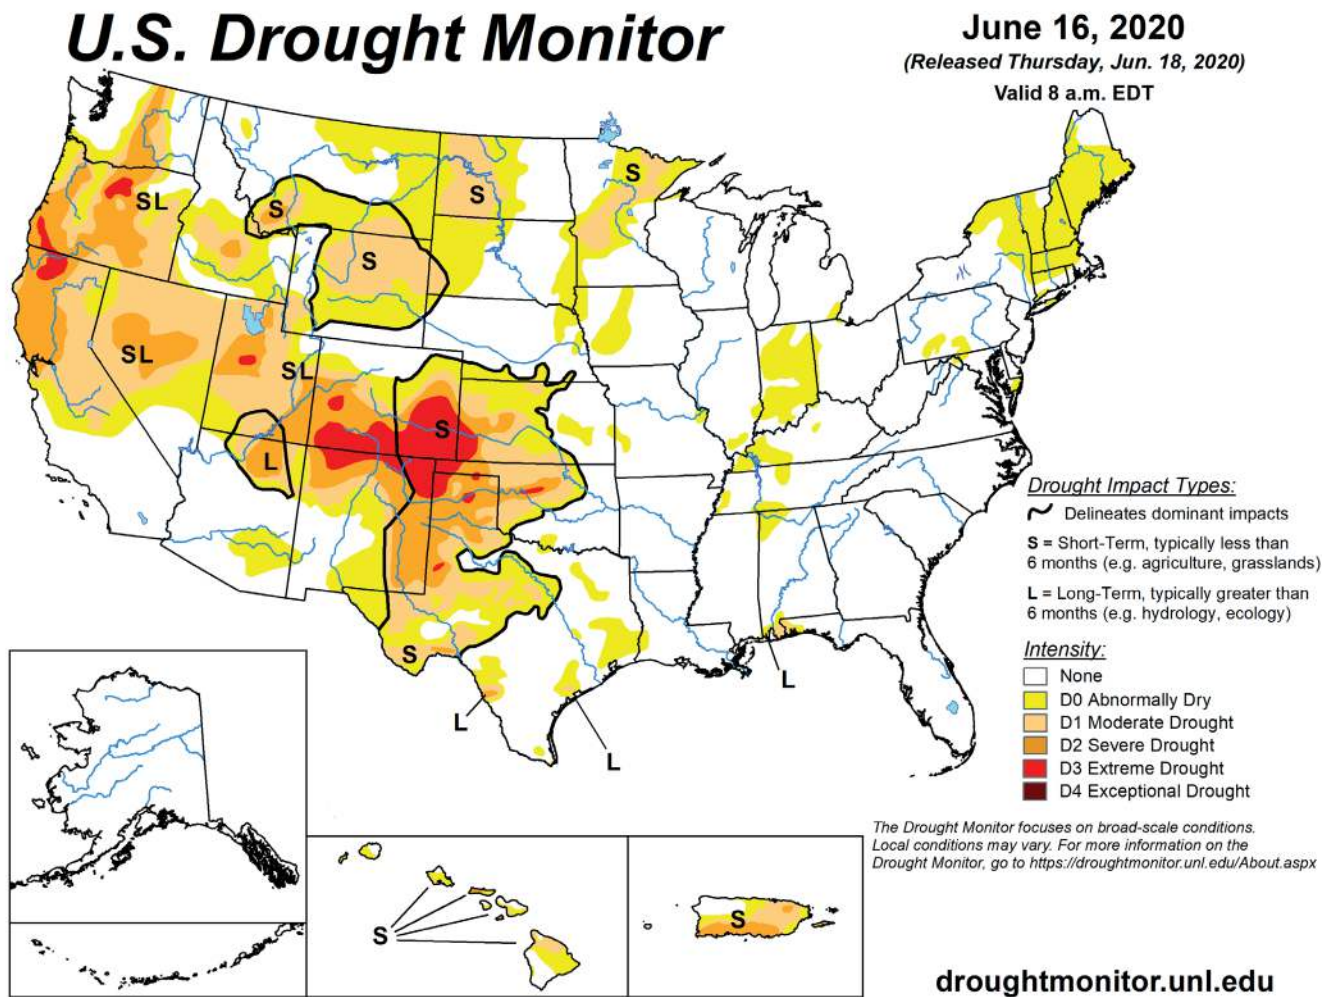 U.S. Drought Monitor
June 16, 2020
(Released Thursday, Jun. 18, 2020)
Valid 8 a.m. EDT
S
SL
S
S
S
SL
SL
S
L
S
L
L
L
Drought Impact Types:
Delineates dominant impacts
S = Short-Term, typically less than
6 months (e.g. agriculture, grasslands)
L = Long-Term, typically greater than
6 months (e.g. hydrology, ecology)
Intensity:
None
D0 Abnormally Dry
D1 Moderate Drought
D2 Severe Drought
D3 Extreme Drought
D4 Exceptional Drought
The Drought Monitor focuses on broad-scale conditions.
Local conditions may vary. For more information on the
Drought Monitor, go to https://droughtmonitor.unl.edu/About.aspx
S
S
droughtmonitor.unl.edu